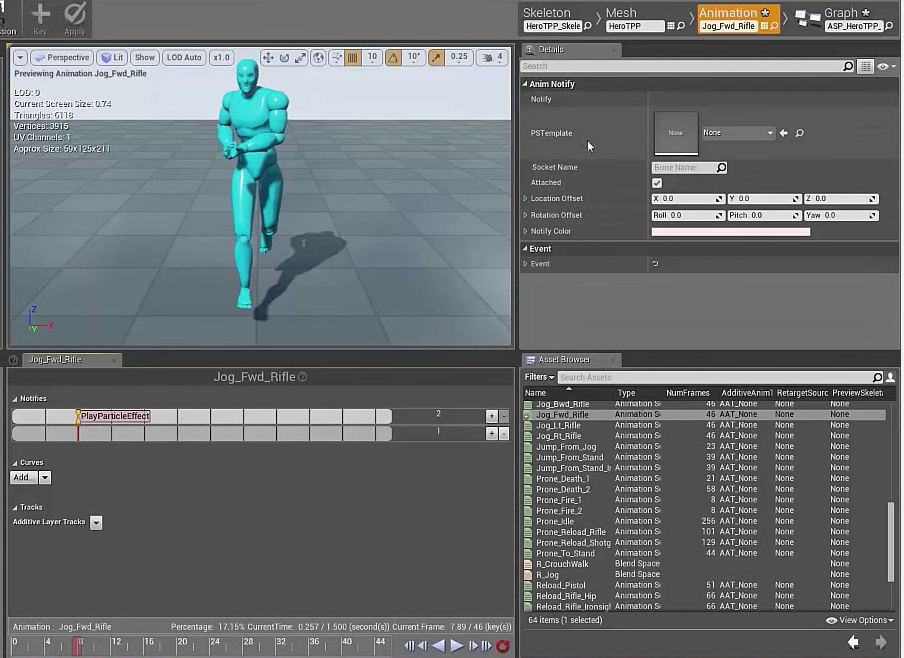 Skeleton Mesh Animation Graph
ssion Key Apply HeroTPP_Skele HeroTPP Jog_Fwd_Rifle ASP_HeroTPP_
Perspective Lit Show LOD Auto x1.0 10 10° 0.25 4
Previewing Animation Jog_Fwd_Rifle
LOD: 0
Current Screen Size: 0.74
Triangles: 6118
Vertices: 3915
UV Channels: 1
Approx Size: 59x125x211
Z
X
Y
Details
Search
Anim Notify
Notify
PSTemplate None None
Socket Name Bone Name...
Attached
Location Offset X 0.0 Y 0.0 Z 0.0
Rotation Offset Roll 0.0 Pitch 0.0 Yaw 0.0
Notify Color
Event
Event
Jog_Fwd_Rifle
Jog_Fwd_Rifle
Notifies
PlayParticleEffect 2 + -
1 + -
Curves
Add...
Tracks
Additive Layer Tracks
Animation : Jog_Fwd_Rifle Percentage: 17.15% CurrentTime: 0.257 / 1.500 (second(s)) Current Frame: 7.89 / 46 (key(s))
0 4 8 12 16 20 24 28 32 36 40 44
Asset Browser
Filters Search Assets
Name Type NumFrames AdditiveAnimT RetargetSourc PreviewSkelet
Jog_Bwd_Rifle Animation S 46 AAT_None None None
Jog_Fwd_Rifle Animation S 46 AAT_None None None
Jog_Lt_Rifle Animation S 46 AAT_None None None
Jog_Rt_Rifle Animation S 46 AAT_None None None
Jump_From_Jog Animation S 23 AAT_None None None
Jump_From_Stand Animation S 39 AAT_None None None
Jump_From_Stand_I Animation S 39 AAT_None None None
Prone_Death_1 Animation S 21 AAT_None None None
Prone_Death_2 Animation S 58 AAT_None None None
Prone_Fire_1 Animation S 8 AAT_None None None
Prone_Fire_2 Animation S 8 AAT_None None None
Prone_Idle Animation S 256 AAT_None None None
Prone_Reload_Rifle Animation S 101 AAT_None None None
Prone_Reload_Shotg Animation S 129 AAT_None None None
Prone_To_Stand Animation S 44 AAT_None None None
R_CrouchWalk Blend Space None
R_Jog Blend Space None
Reload_Pistol Animation S 51 AAT_None None None
Reload_Rifle_Hip Animation S 66 AAT_None None None
Reload_Rifle_Ironsigl Animation S 66 AAT_None None None
64 items (1 selected) View Options